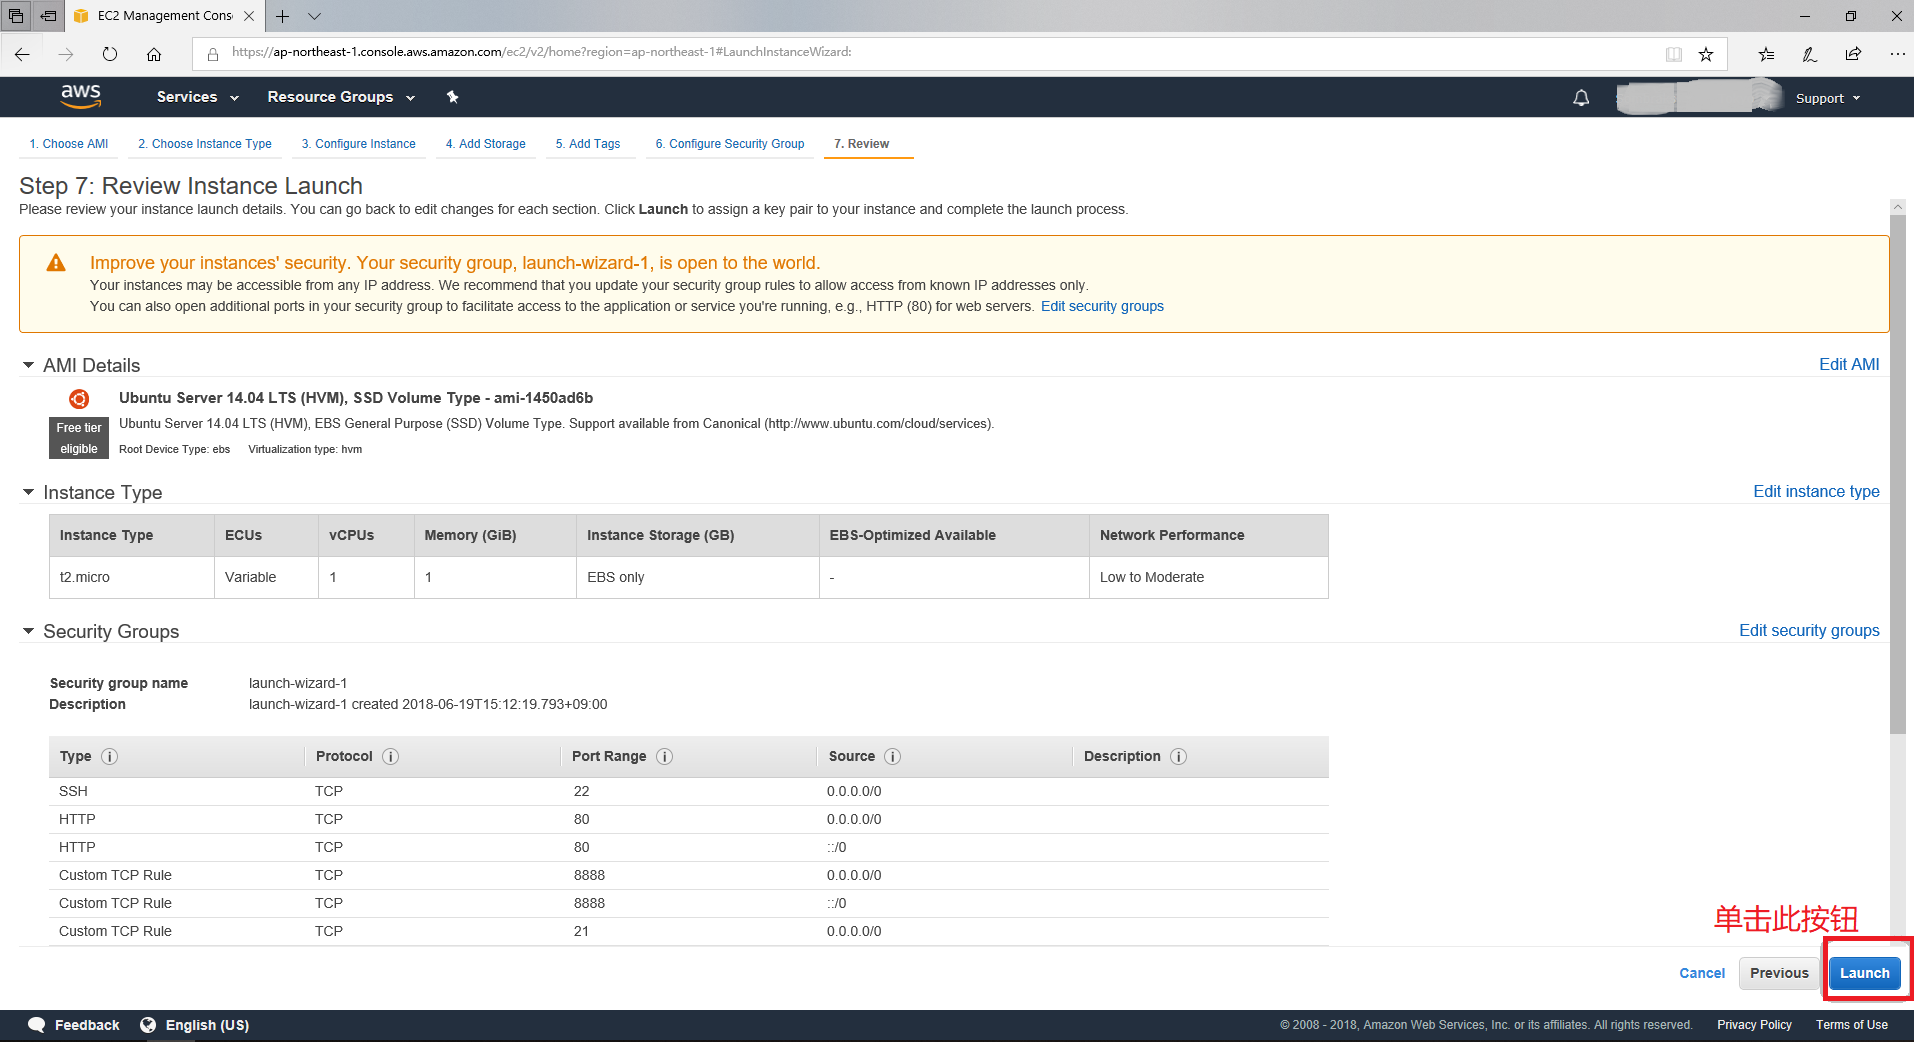 EC2 Management Cons
https://ap-northeast-1.console.aws.amazon.com/ec2/v2/home?region=ap-northeast-1#LaunchInstanceWizard:
aws Services Resource Groups Support
1. Choose AMI 2. Choose Instance Type 3. Configure Instance 4. Add Storage 5. Add Tags 6. Configure Security Group 7. Review
Step 7: Review Instance Launch
Please review your instance launch details. You can go back to edit changes for each section. Click Launch to assign a key pair to your instance and complete the launch process.
Improve your instances' security. Your security group, launch-wizard-1, is open to the world.
Your instances may be accessible from any IP address. We recommend that you update your security group rules to allow access from known IP addresses only.
You can also open additional ports in your security group to facilitate access to the application or service you're running, e.g., HTTP (80) for web servers. Edit security groups
AMI Details Edit AMI
Ubuntu Server 14.04 LTS (HVM), SSD Volume Type - ami-1450ad6b
Free tier eligible
Ubuntu Server 14.04 LTS (HVM), EBS General Purpose (SSD) Volume Type. Support available from Canonical (http://www.ubuntu.com/cloud/services).
Root Device Type: ebs Virtualization type: hvm
Instance Type Edit instance type
Instance Type ECUs vCPUs Memory (GiB) Instance Storage (GB) EBS-Optimized Available Network Performance
t2.micro Variable 1 1 EBS only - Low to Moderate
Security Groups Edit security groups
Security group name launch-wizard-1
Description launch-wizard-1 created 2018-06-19T15:12:19.793+09:00
Type Protocol Port Range Source Description
SSH TCP 22 0.0.0.0/0
HTTP TCP 80 0.0.0.0/0
HTTP TCP 80 ::/0
Custom TCP Rule TCP 8888 0.0.0.0/0
Custom TCP Rule TCP 8888 ::/0
Custom TCP Rule TCP 21 0.0.0.0/0
单击此按钮
Cancel Previous Launch
Feedback English (US) © 2008 - 2018, Amazon Web Services, Inc. or its affiliates. All rights reserved. Privacy Policy Terms of Use